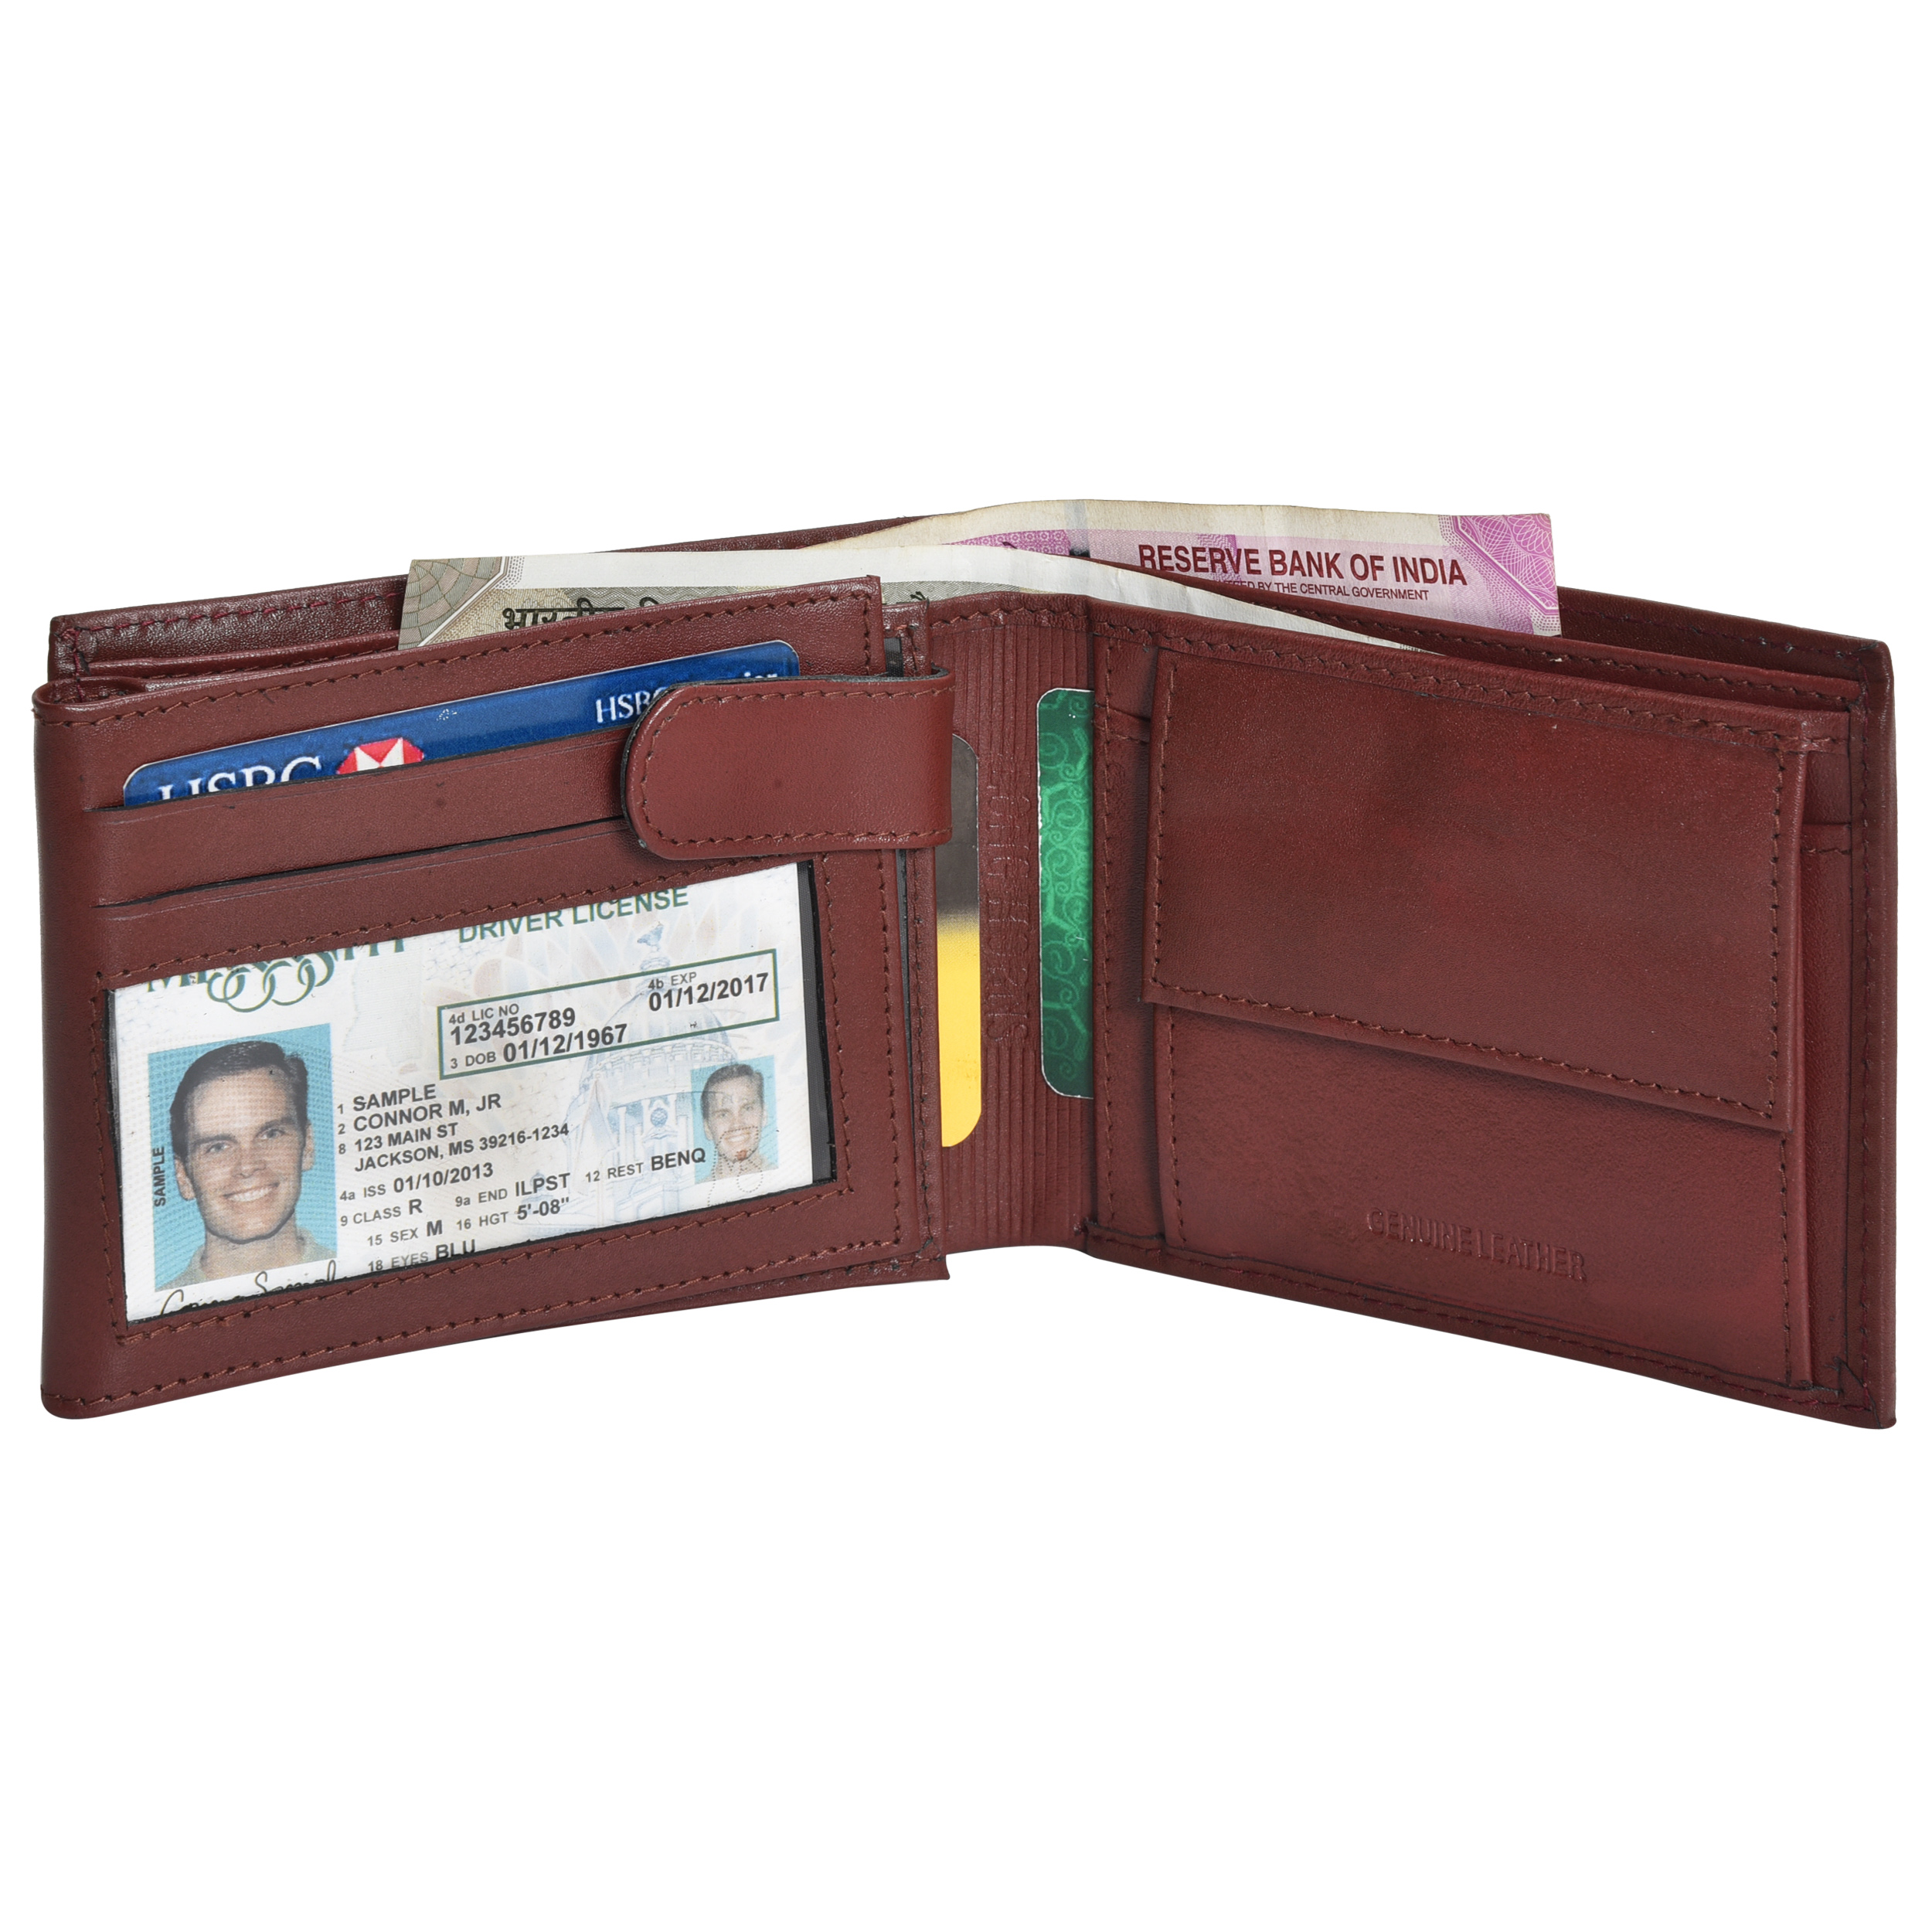 RESERVE BANK OF INDIA
BY THE CENTRAL GOVERNMENT
भारतीय
HSBC
HSBC
DRIVER LICENSE
4d LIC NO
123456789
4b EXP
01/12/2017
3 DOB 01/12/1967
1 SAMPLE
2 CONNOR M, JR
8 123 MAIN ST
JACKSON, MS 39216-1234
4a ISS 01/10/2013
9 CLASS R 9a END ILPST 12 REST BENQ
15 SEX M 16 HGT 5'-08"
18 EYES BLU
SAMPLE
GENUINE LEATHER